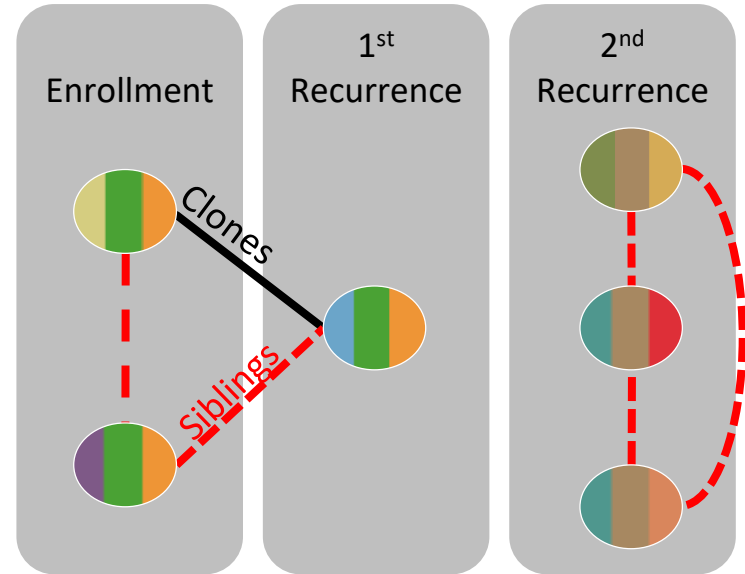 Enrollment
1st
Recurrence
2nd
Recurrence
Clones
Siblings